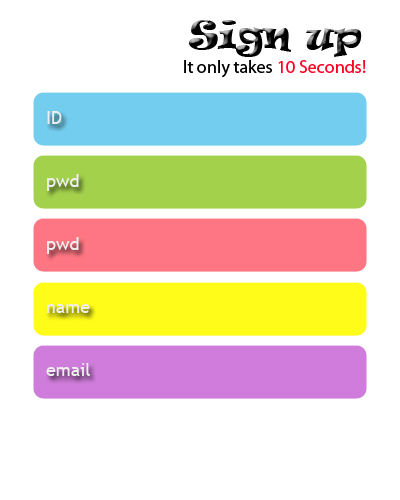 Sign up
It only takes 10 Seconds!
ID
pwd
pwd
name
email